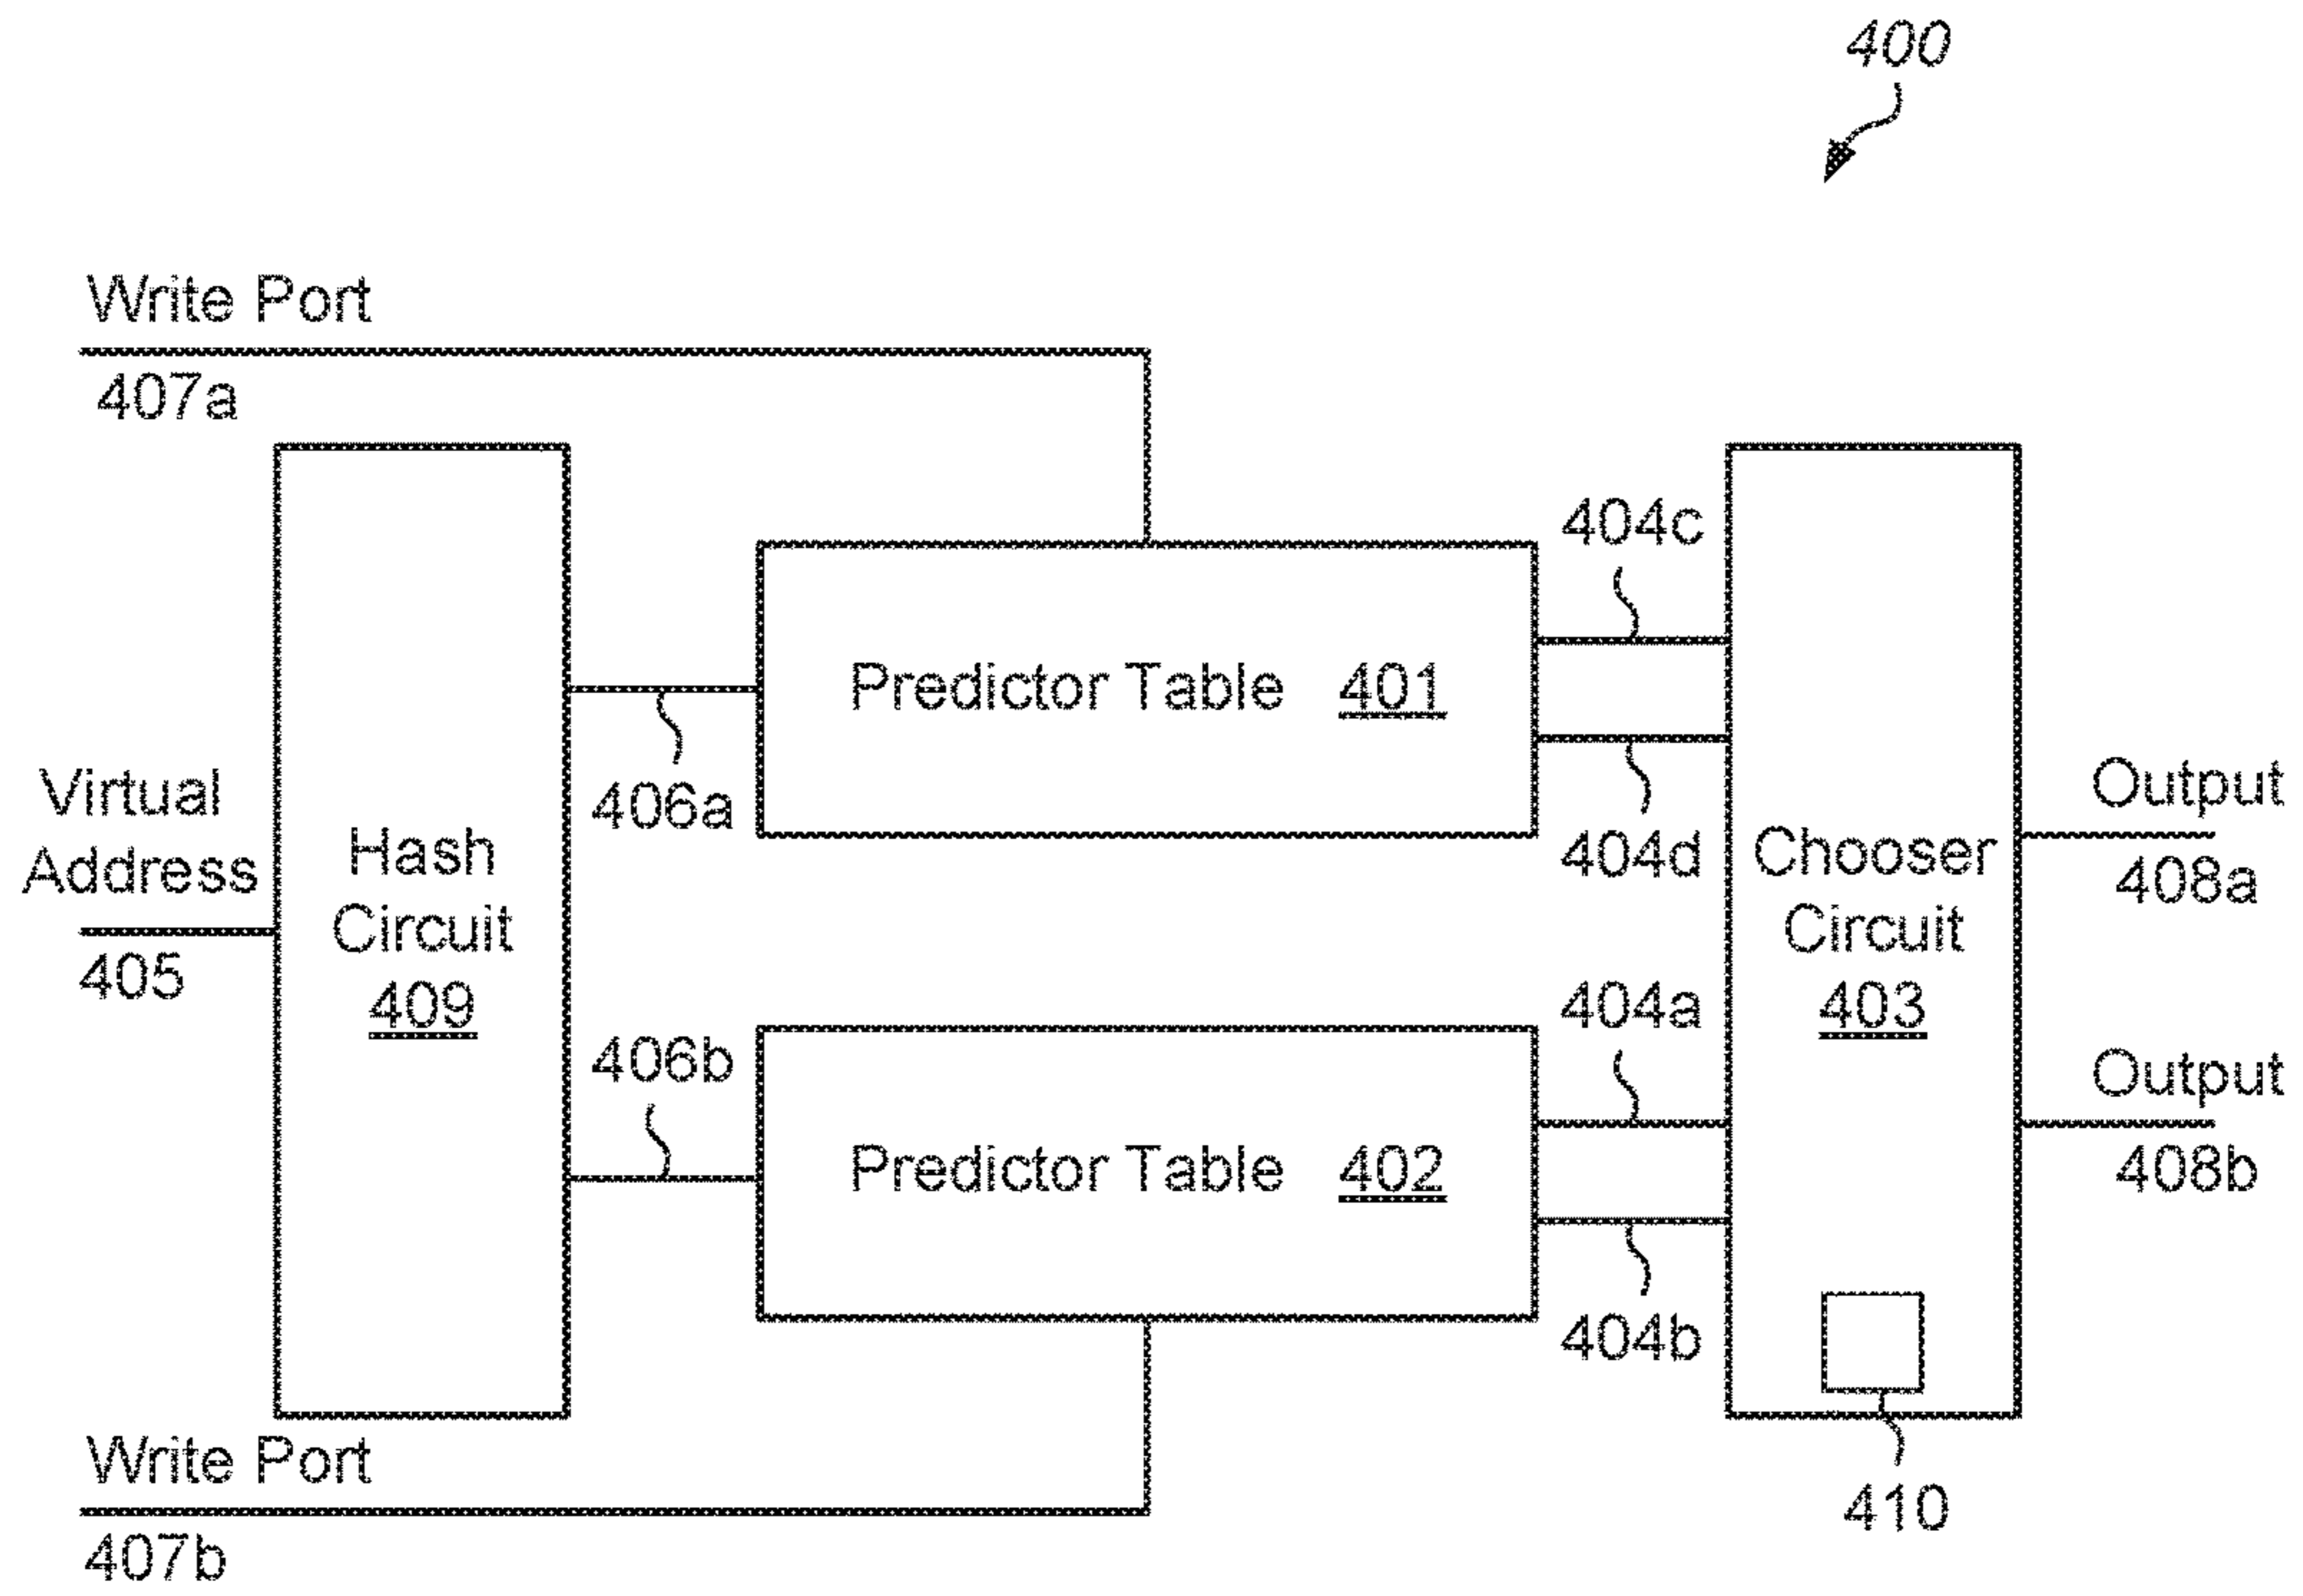 400
Write Port
407a
404c
Predictor Table 401
406a
404d
Virtual
Address
405
Hash
Circuit
409
Chooser
Circuit
403
Output
408a
406b
404a
Predictor Table 402
404b
Output
408b
Write Port
407b
410